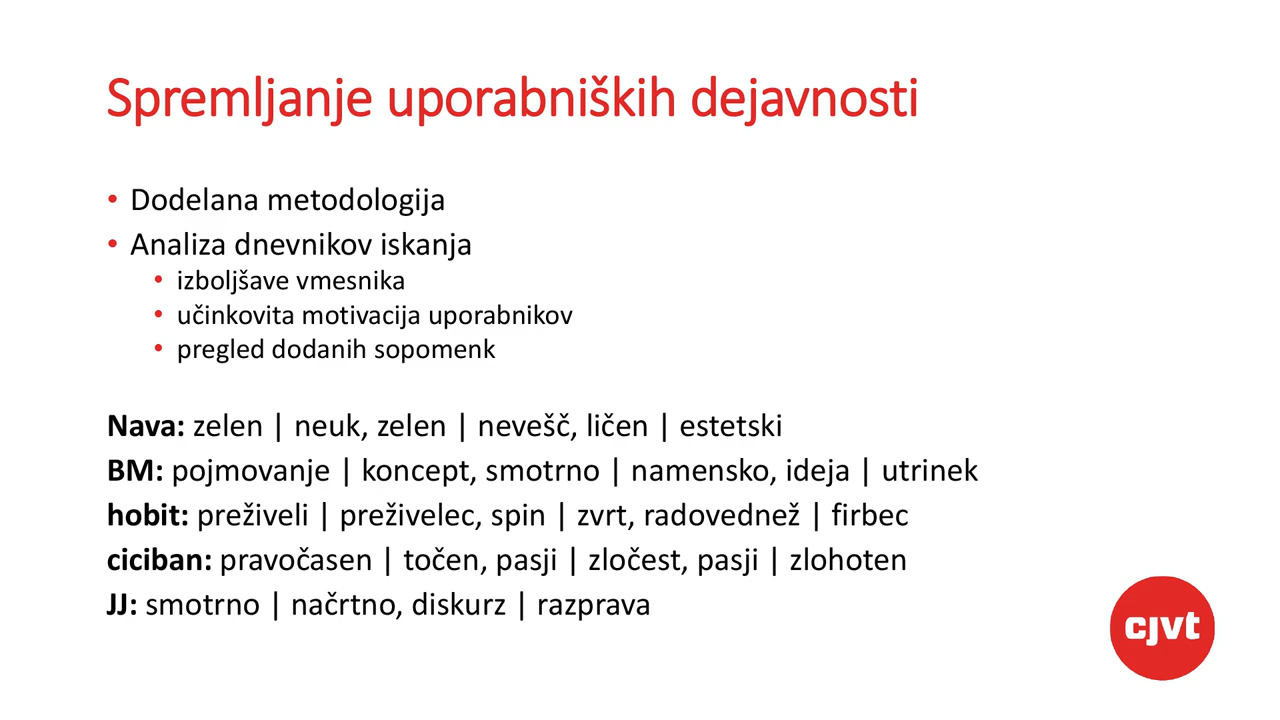 Spremljanje uporabniških dejavnosti
• Dodelana metodologija
• Analiza dnevnikov iskanja
• izboljšave vmesnika
• učinkovita motivacija uporabnikov
• pregled dodanih sopomenk
Nava: zelen | neuk, zelen | nevešč, ličen | estetski
BM: pojmovanje | koncept, smotrno | namensko, ideja | utrinek
hobit: preživeli | preživelec, spin | zvrt, radovednež | firbec
ciciban: pravočasen | točen, pasji | zločest, pasji | zlohoten
JJ: smotrno | načrtno, diskurz | razprava
cjvt